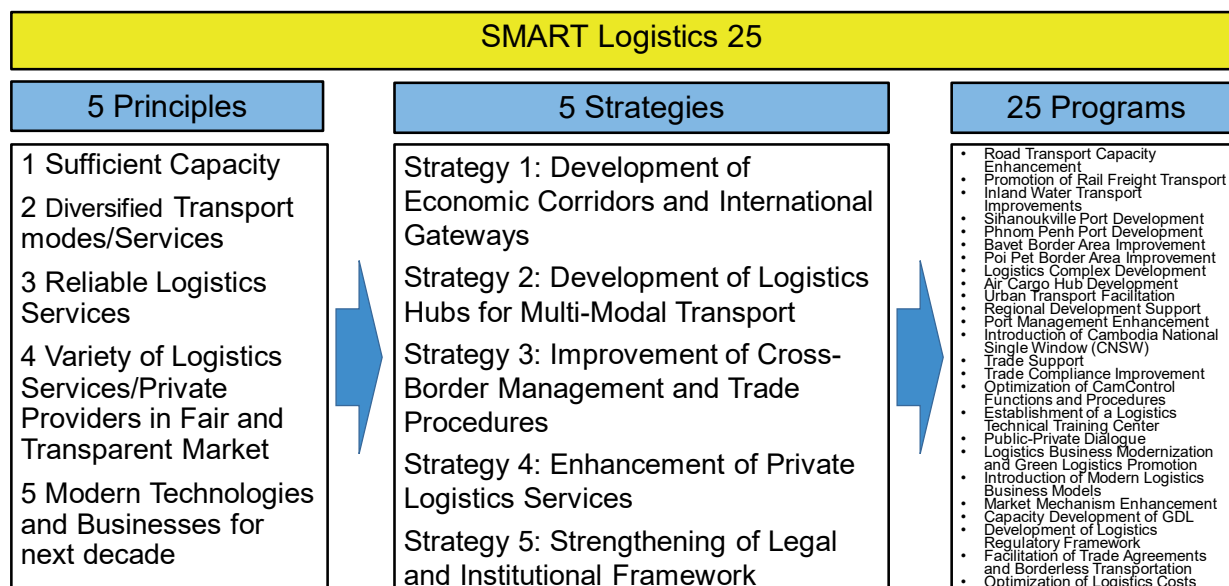 SMART Logistics 25
5 Principles
1 Sufficient Capacity
2 Diversified Transport
modes/Services
3 Reliable Logistics
Services
4 Variety of Logistics
Services/Private
Providers in Fair and
Transparent Market
5 Modern Technologies
and Businesses for
next decade
5 Strategies
Strategy 1: Development of
Economic Corridors and International
Gateways
Strategy 2: Development of Logistics
Hubs for Multi-Modal Transport
Strategy 3: Improvement of Cross-
Border Management and Trade
Procedures
Strategy 4: Enhancement of Private
Logistics Services
Strategy 5: Strengthening of Legal
and Institutional Framework
25 Programs
• Road Transport Capacity
Enhancement
• Promotion of Rail Freight Transport
• Inland Water Transport
Improvements
• Sihanoukville Port Development
• Phnom Penh Port Development
• Bavet Border Area Improvement
• Poi Pet Border Area Improvement
• Logistics Complex Development
• Air Cargo Hub Development
• Urban Transport Facilitation
• Regional Development Support
• Port Management Enhancement
• Introduction of Cambodia National
Single Window (CNSW)
• Trade Support
• Trade Compliance Improvement
• Optimization of CamControl
Functions and Procedures
• Establishment of a Logistics
Technical Training Center
• Public-Private Dialogue
• Logistics Business Modernization
and Green Logistics Promotion
• Introduction of Modern Logistics
Business Models
• Market Mechanism Enhancement
• Capacity Development of GDL
• Development of Logistics
Regulatory Framework
• Facilitation of Trade Agreements
and Borderless Transportation
• Optimization of Logistics Costs